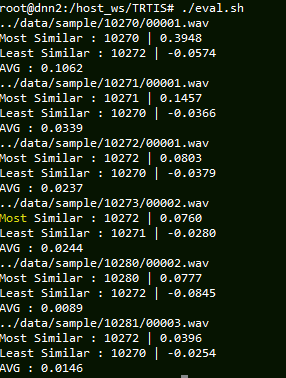 root@dnn2:/host_ws/TRTIS# ./eval.sh
../data/sample/10270/00001.wav
Most Similar : 10270 | 0.3948
Least Similar : 10272 | -0.0574
AVG : 0.1062
../data/sample/10271/00001.wav
Most Similar : 10271 | 0.1457
Least Similar : 10270 | -0.0366
AVG : 0.0339
../data/sample/10272/00001.wav
Most Similar : 10272 | 0.0803
Least Similar : 10270 | -0.0379
AVG : 0.0237
../data/sample/10273/00002.wav
Most Similar : 10272 | 0.0760
Least Similar : 10271 | -0.0280
AVG : 0.0244
../data/sample/10280/00002.wav
Most Similar : 10280 | 0.0777
Least Similar : 10272 | -0.0845
AVG : 0.0089
../data/sample/10281/00003.wav
Most Similar : 10272 | 0.0396
Least Similar : 10270 | -0.0254
AVG : 0.0146